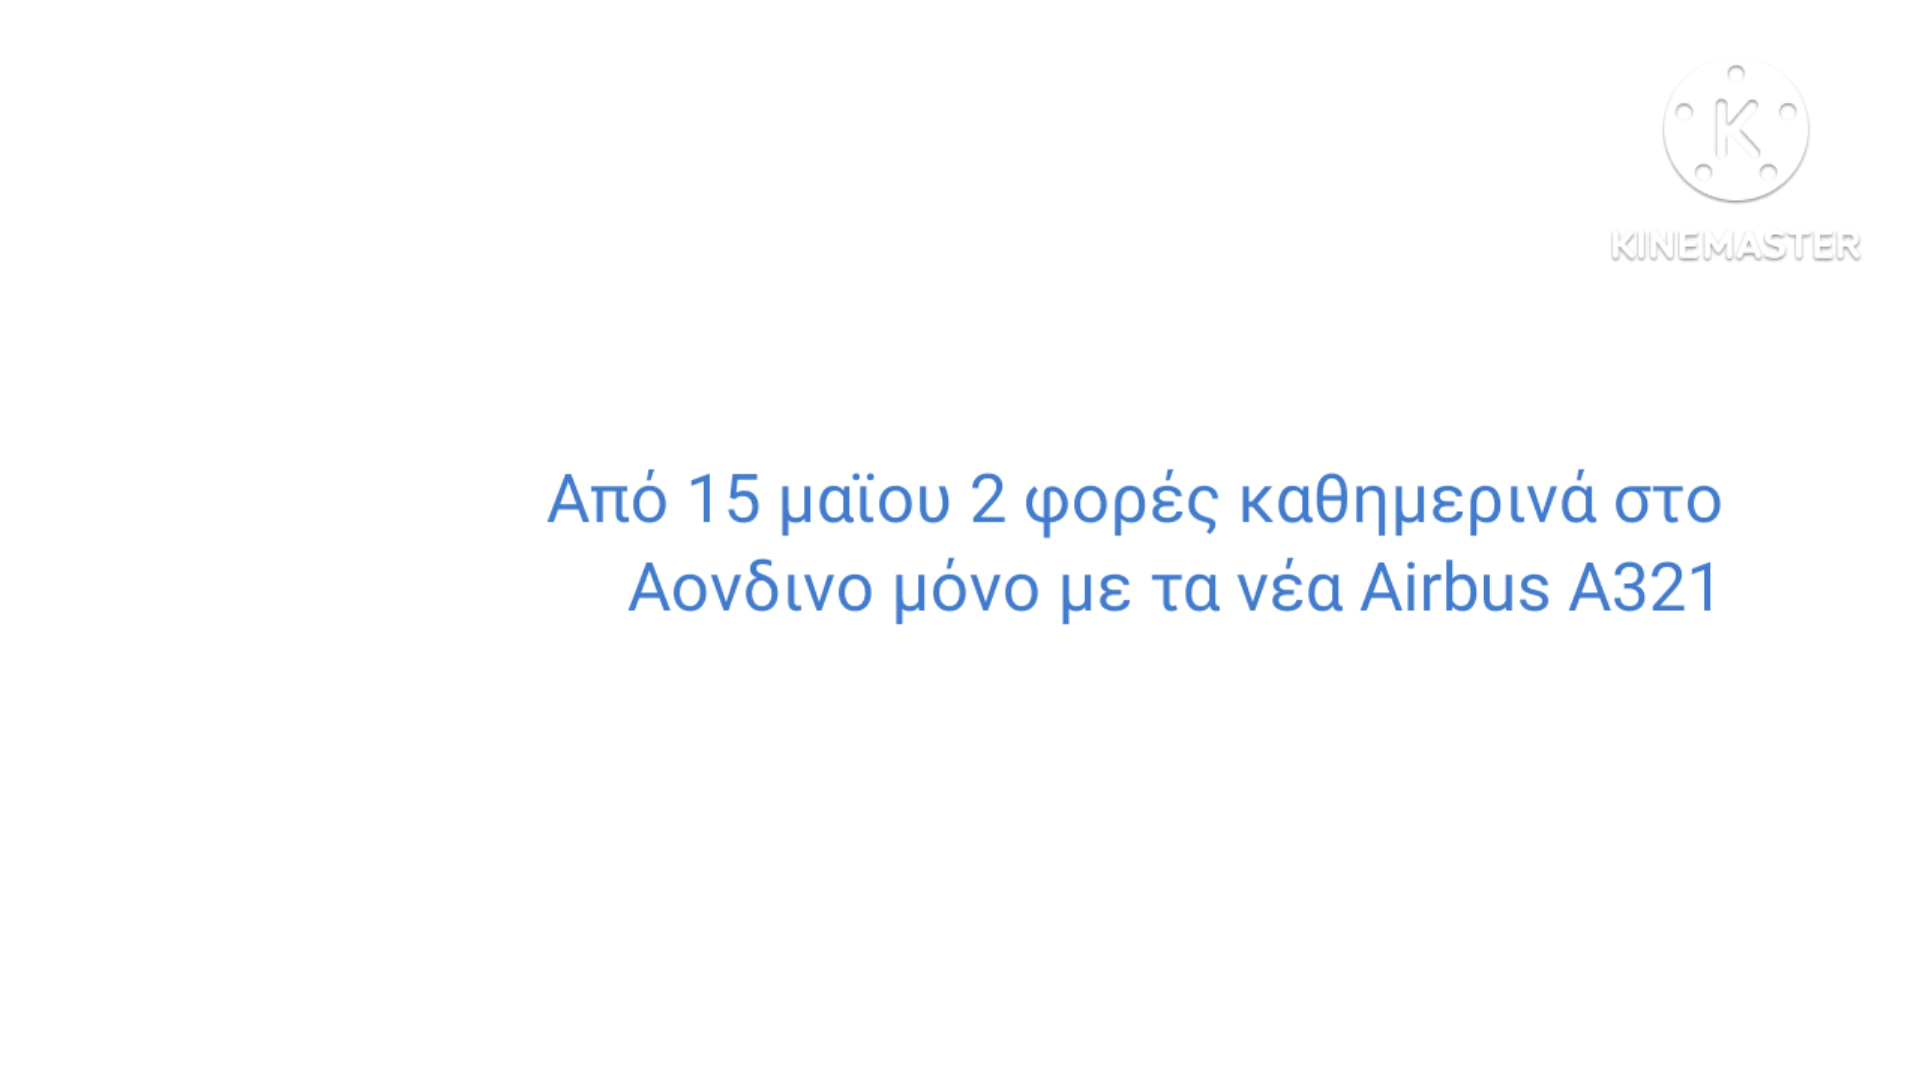 KINEMASTER
Από 15 μαϊου 2 φορές καθημερινά στο
Αονδινο μόνο με τα νέα Airbus A321